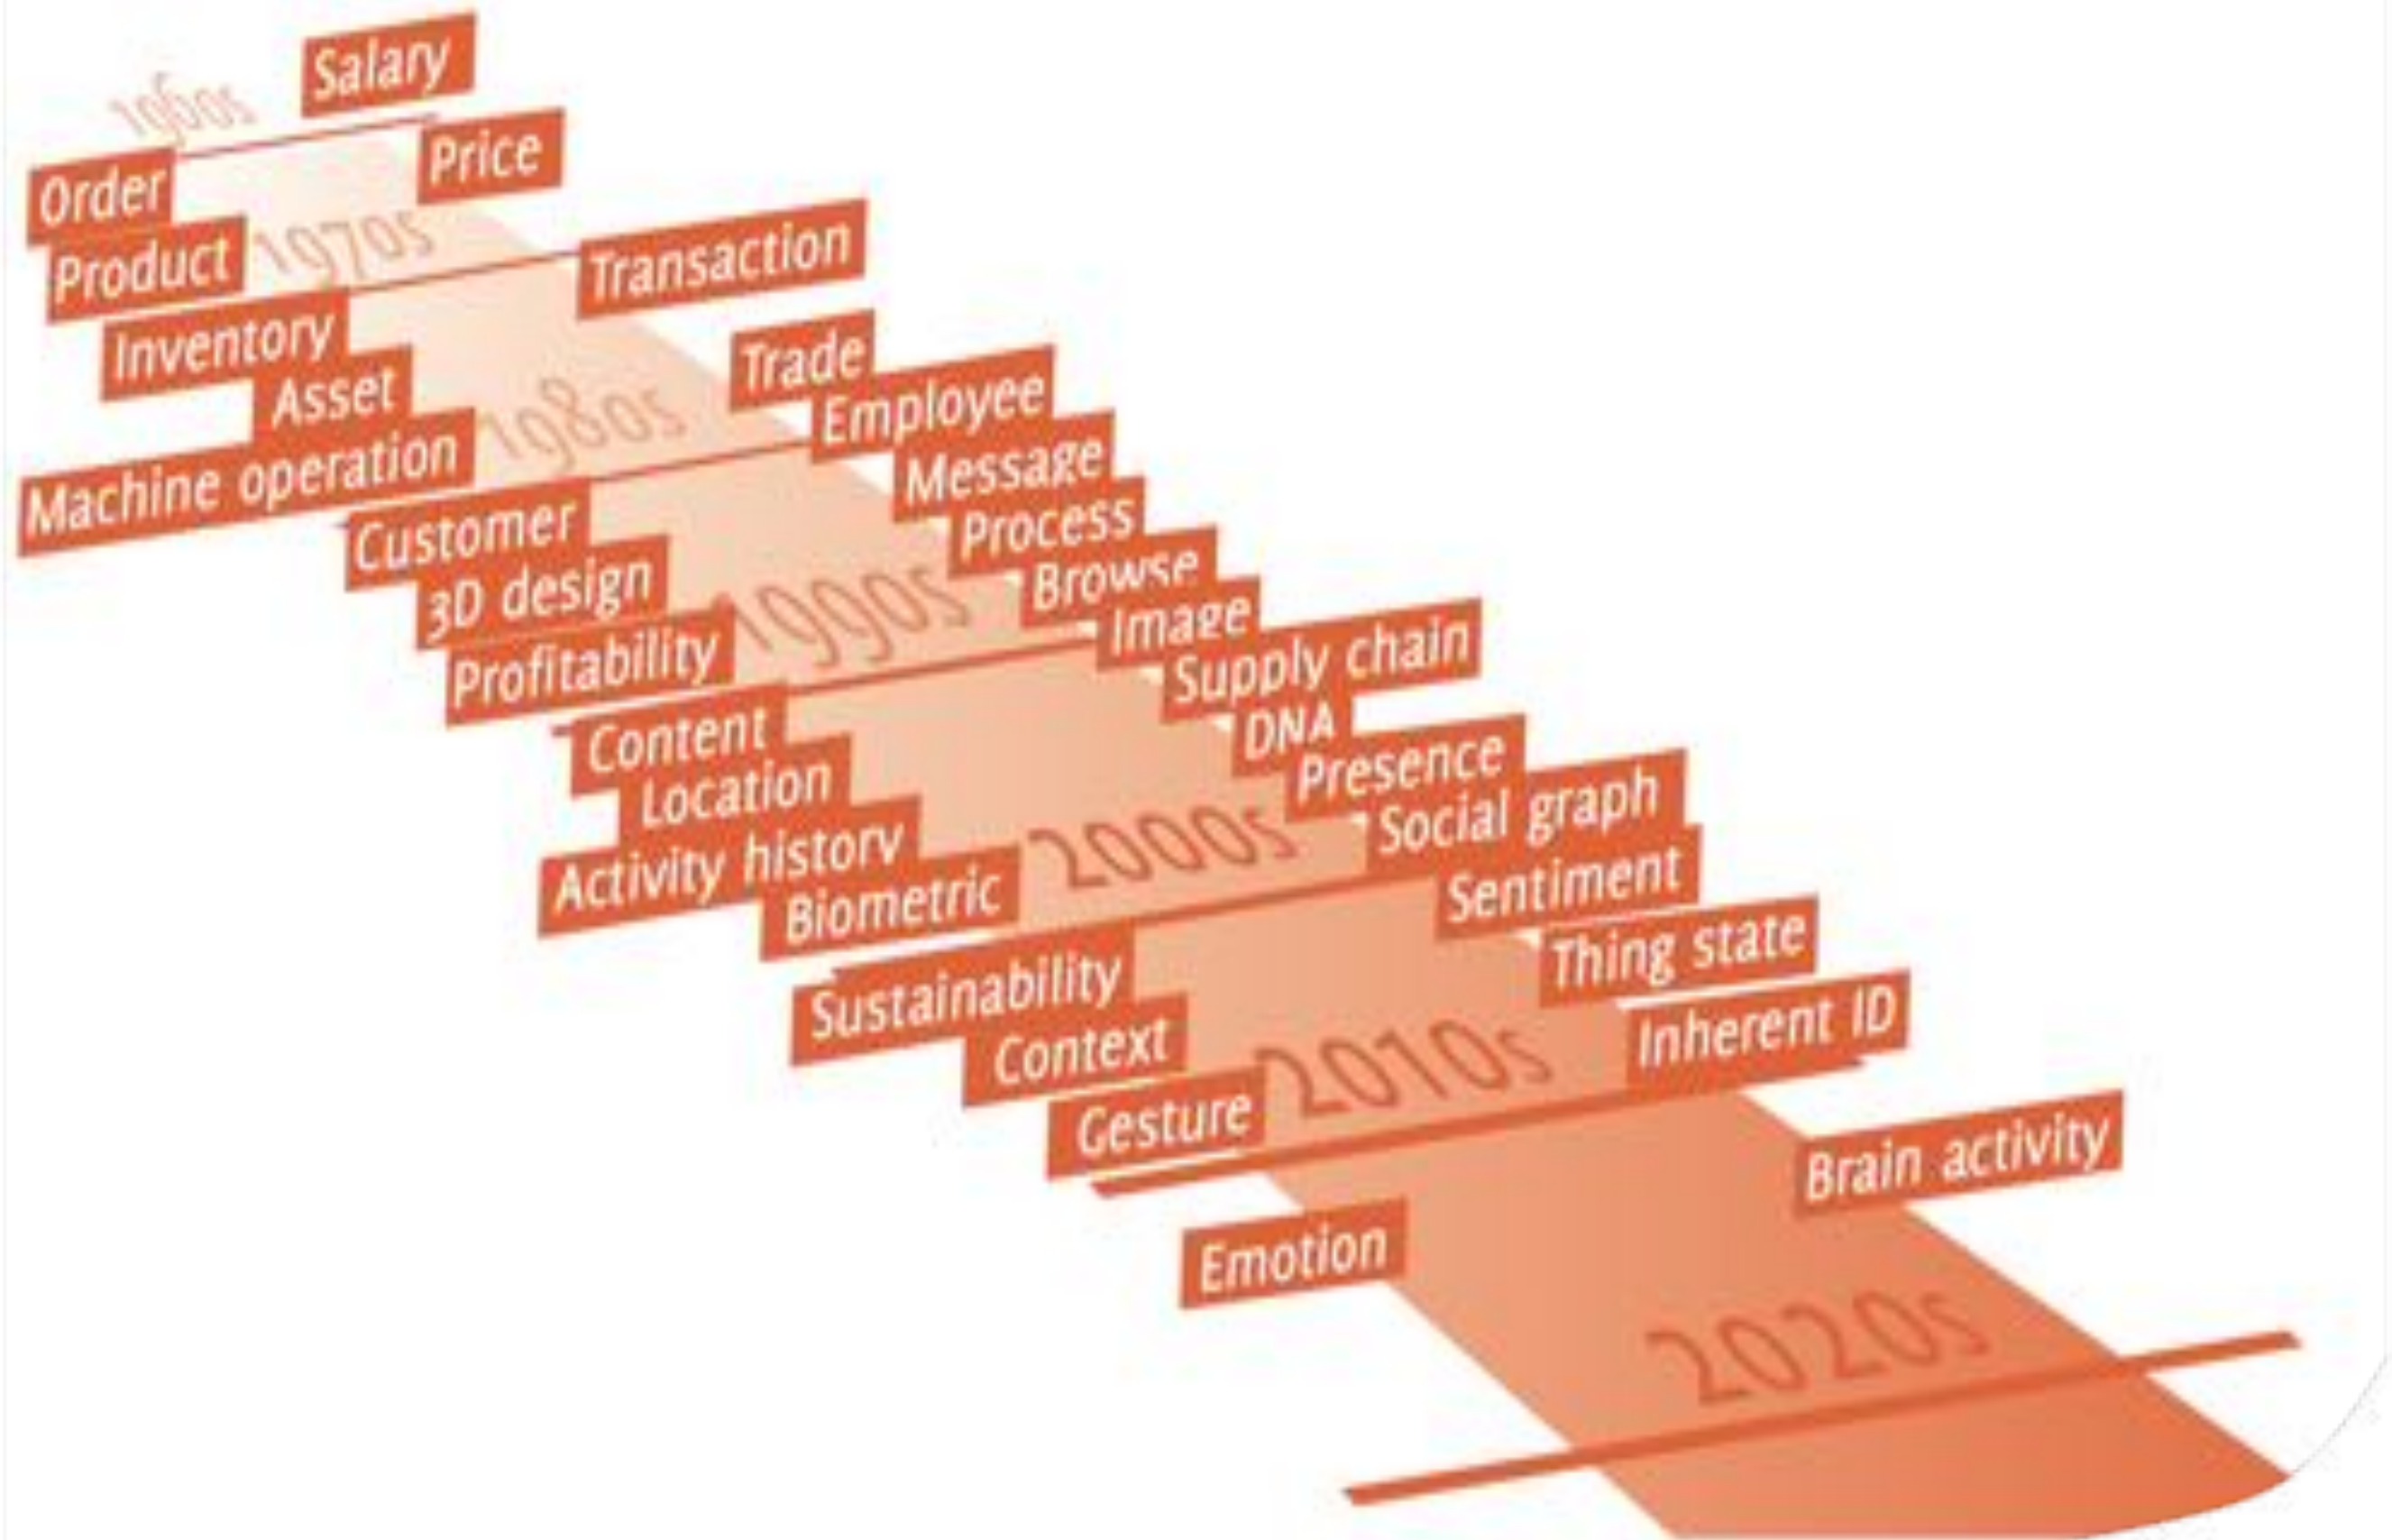 Salary
1960s
Price
Order
1970s
Product
Transaction
Inventory
Trade
Asset
Employee
1980s
Machine operation
Message
Customer
Process
3D design
Browse
1990s
Image
Profitability
Supply chain
Content
DNA
Location
Presence
Activity history
Social graph
2000s
Biometric
Sentiment
Sustainability
Thing state
Context
Inherent ID
2010s
Gesture
Brain activity
Emotion
2020s